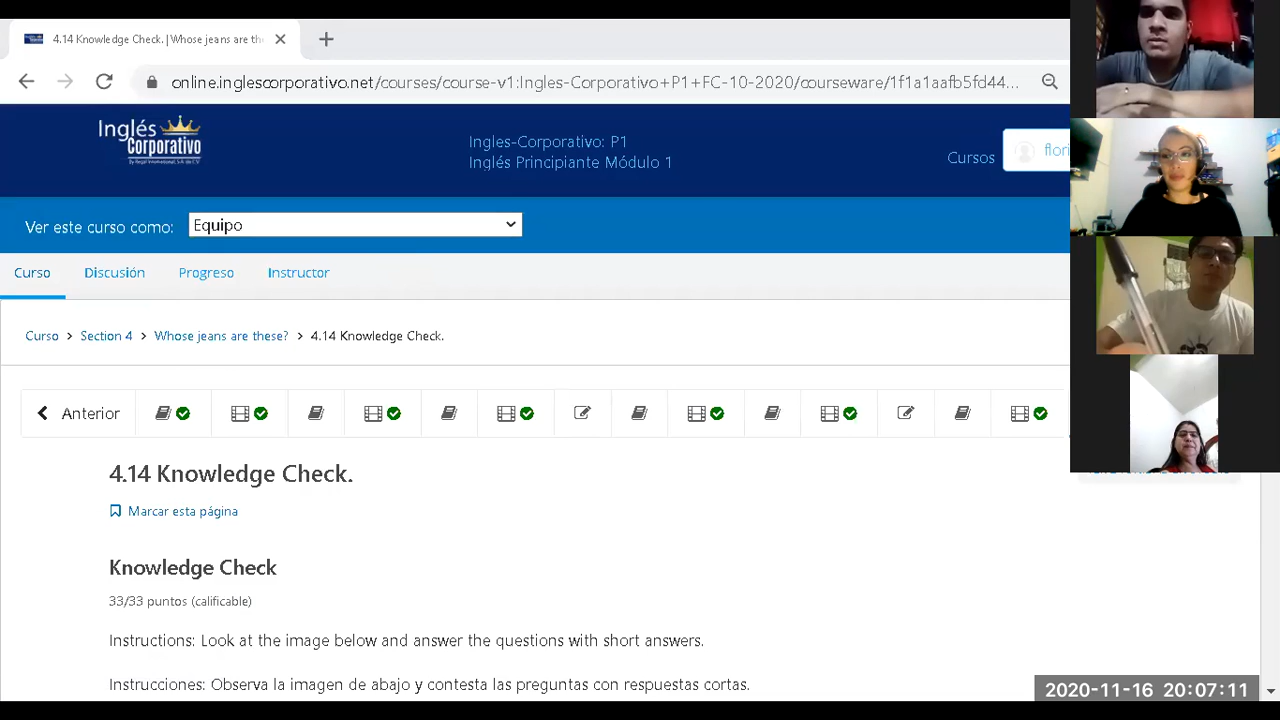 4.14 Knowledge Check. | Whose jeans are th
online.inglescorporativo.net/courses/course-v1:Ingles-Corporativo+P1+FC-10-2020/courseware/1f1a1aafb5fd44...
Inglés
Corporativo
Ingles-Corporativo: P1
Inglés Principiante Módulo 1
Cursos
flori
Ver este curso como:
Equipo
Curso
Discusión
Progreso
Instructor
Curso > Section 4 > Whose jeans are these? > 4.14 Knowledge Check.
Anterior
4.14 Knowledge Check.
Marcar esta página
Knowledge Check
33/33 puntos (calificable)
Instructions: Look at the image below and answer the questions with short answers.
Instrucciones: Observa la imagen de abajo y contesta las preguntas con respuestas cortas.
2020-11-16 20:07:11